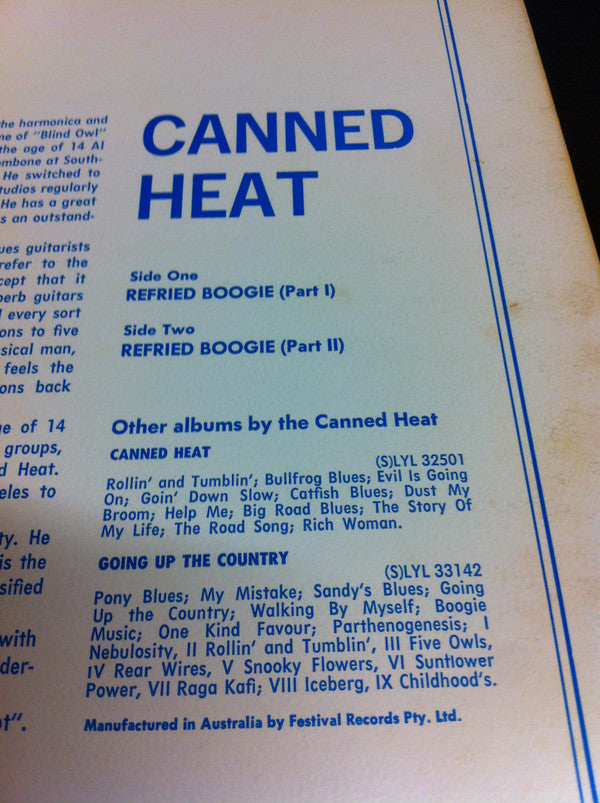 the harmonica and
me of "Blind Owl"
the age of 14 Al
ombone at South-
He switched to
tudios regularly
He has a great
s an outstand-
ues guitarists
refer to the
cept that it
perb guitars
l every sort
ons to five
sical man,
feels the
ons back
ge of 14
groups,
d Heat.
eles to
ty. He
is the
sified
with
der-
ot".
CANNED
HEAT
Side One
REFRIED BOOGIE (Part I)
Side Two
REFRIED BOOGIE (Part II)
Other albums by the Canned Heat
CANNED HEAT
(S)LYL 32501
Rollin' and Tumblin'; Bullfrog Blues; Evil Is Going
On; Goin' Down Slow; Catfish Blues; Dust My
Broom; Help Me; Big Road Blues; The Story Of
My Life; The Road Song; Rich Woman.
GOING UP THE COUNTRY
(S)LYL 33142
Pony Blues; My Mistake; Sandy's Blues; Going
Up the Country; Walking By Myself; Boogie
Music; One Kind Favour; Parthenogenesis; I
Nebulosity, II Rollin' and Tumblin', III Five Owls,
IV Rear Wires, V Snooky Flowers, VI Sunflower
Power, VII Raga Kafi; VIII Iceberg, IX Childhood's.
Manufactured in Australia by Festival Records Pty. Ltd.